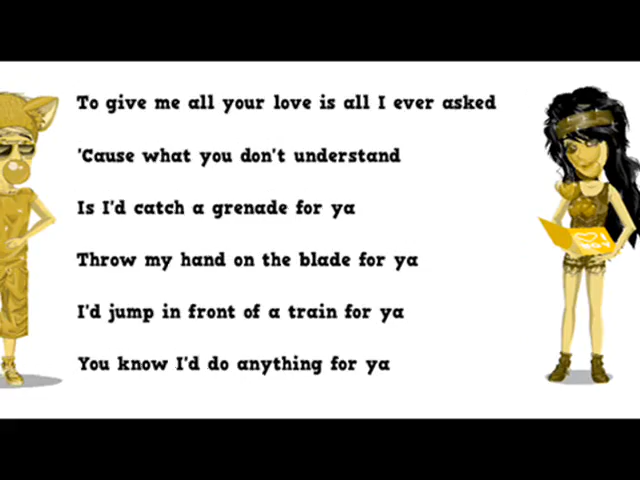 To give me all your love is all I ever asked
'Cause what you don't understand
Is I'd catch a grenade for ya
Throw my hand on the blade for ya
I'd jump in front of a train for ya
You know I'd do anything for ya